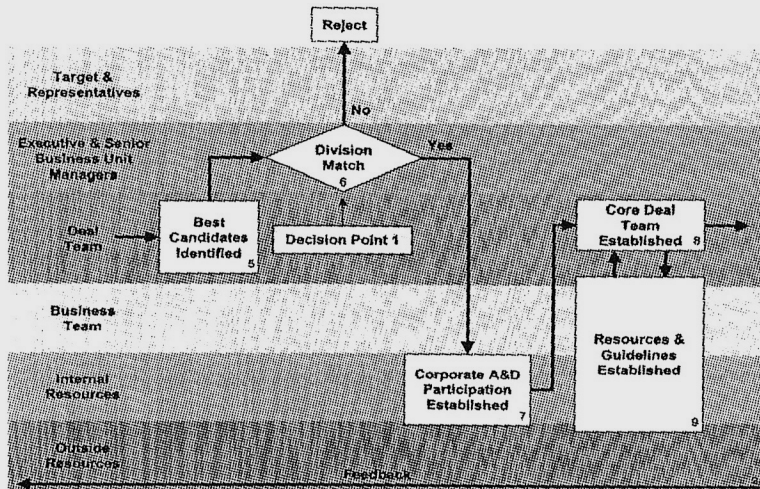 Reject
Target &
Representatives
No
Executive & Senior
Business Unit
Managers
Yes
Division
Match
6
Deal
Team
Best
Candidates
Identified
5
Decision Point 1
Core Deal
Team
Established
8
Business
Team
Resources &
Guidelines
Established
9
Internal
Resources
Corporate A&D
Participation
Established
7
Outside
Resources
Feedback